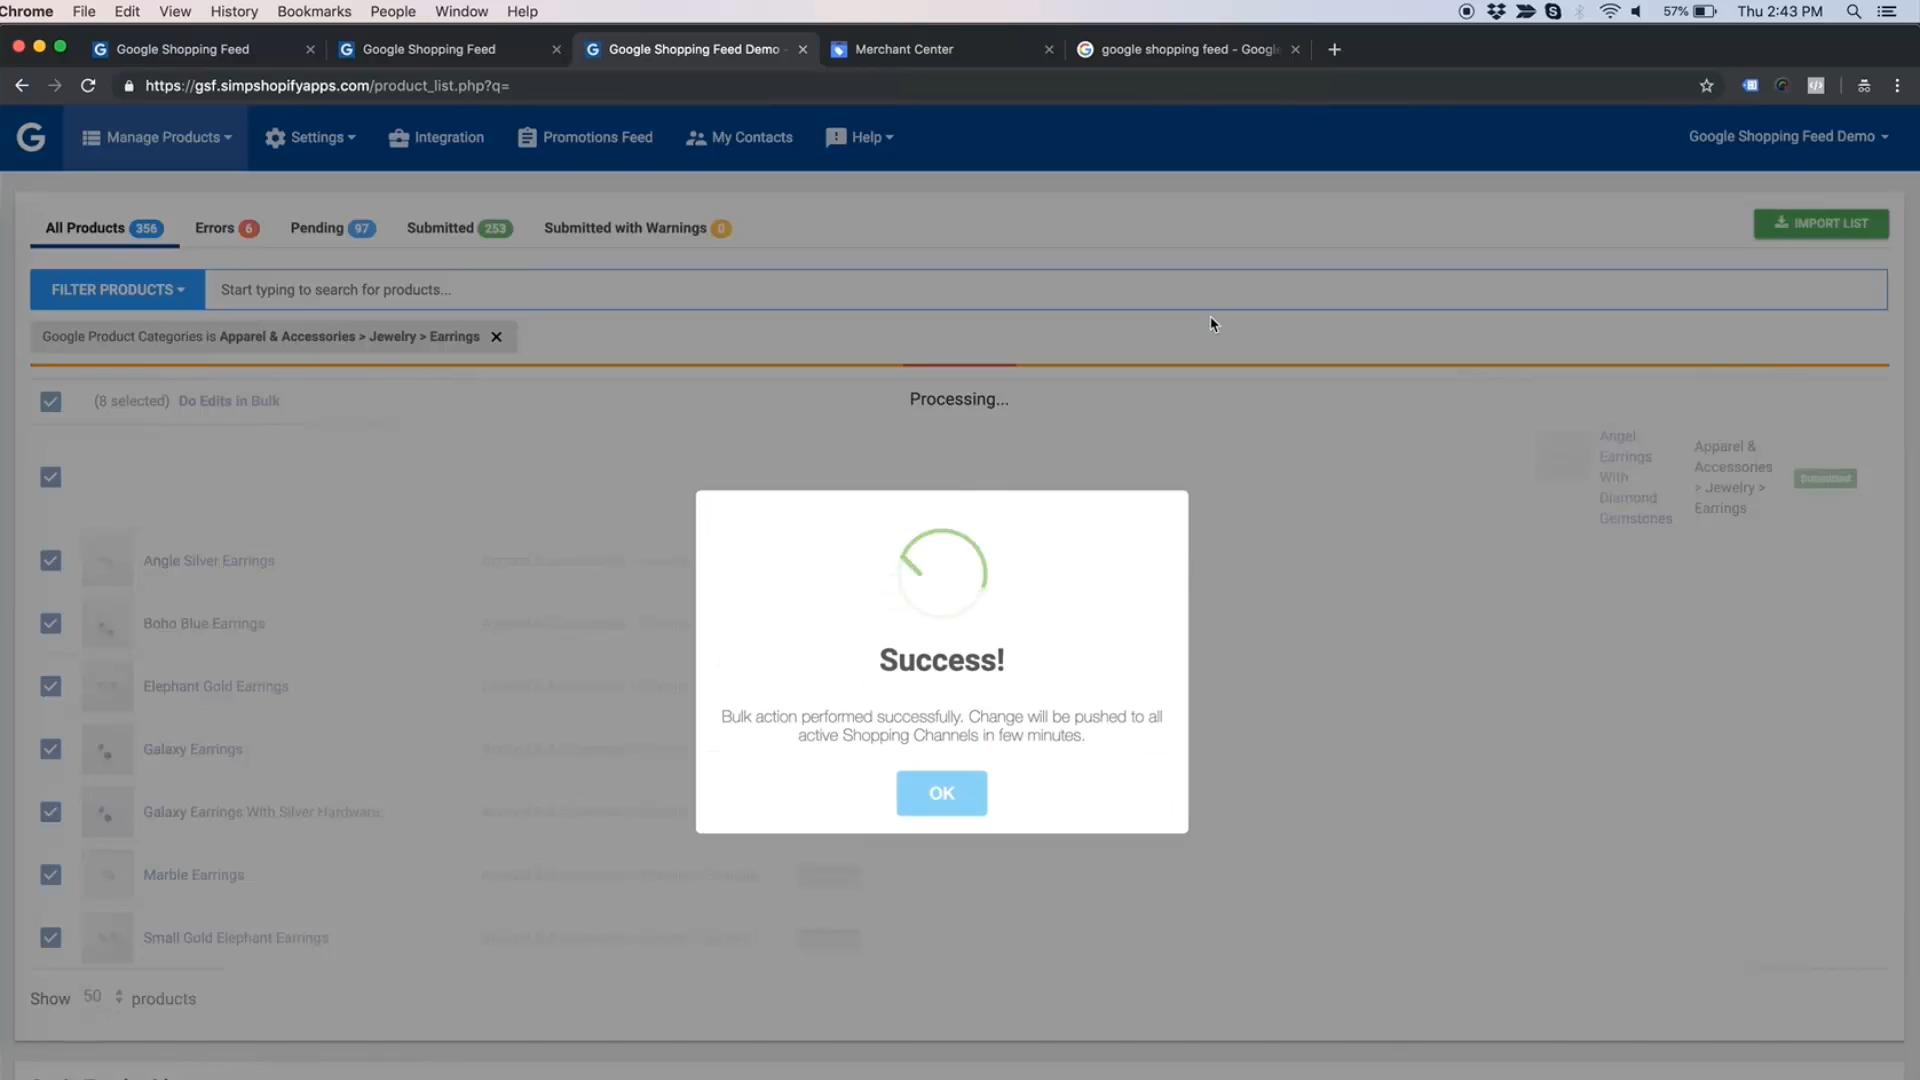 Chrome File Edit View History Bookmarks People Window Help 57% Thu 2:43 PM
Google Shopping Feed Google Shopping Feed Google Shopping Feed Demo - Merchant Center google shopping feed - Googl
https://gsf.simpshopifyapps.com/product_list.php?q=
G Manage Products Settings Integration Promotions Feed My Contacts Help Google Shopping Feed Demo
All Products 356 Errors 6 Pending 97 Submitted 253 Submitted with Warnings 0 IMPORT LIST
FILTER PRODUCTS Start typing to search for products...
Google Product Categories is Apparel & Accessories > Jewelry > Earrings
(8 selected) Do Edits in Bulk Processing...
Angel
Earrings
With
Diamond
Gemstones
Apparel &
Accessories
> Jewelry >
Earrings
Submitted
Angle Silver Earrings
Boho Blue Earrings
Elephant Gold Earrings
Galaxy Earrings
Galaxy Earrings With Silver Hardware
Marble Earrings
Small Gold Elephant Earrings
Success!
Bulk action performed successfully. Change will be pushed to all
active Shopping Channels in few minutes.
OK
Show 50 products